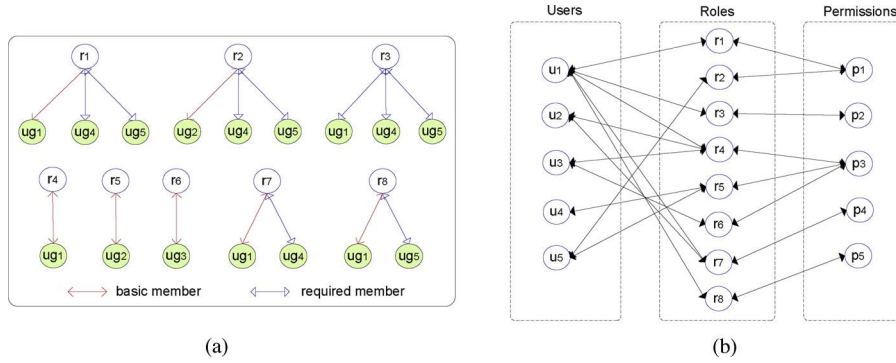 r1
r2
r3
ug1
ug4
ug5
ug2
ug4
ug5
ug1
ug4
ug5
r4
r5
r6
r7
r8
ug1
ug2
ug3
ug1
ug4
ug1
ug5
basic member
required member
(a)
Users
Roles
Permissions
u1
u2
u3
u4
u5
r1
r2
r3
r4
r5
r6
r7
r8
p1
p2
p3
p4
p5
(b)